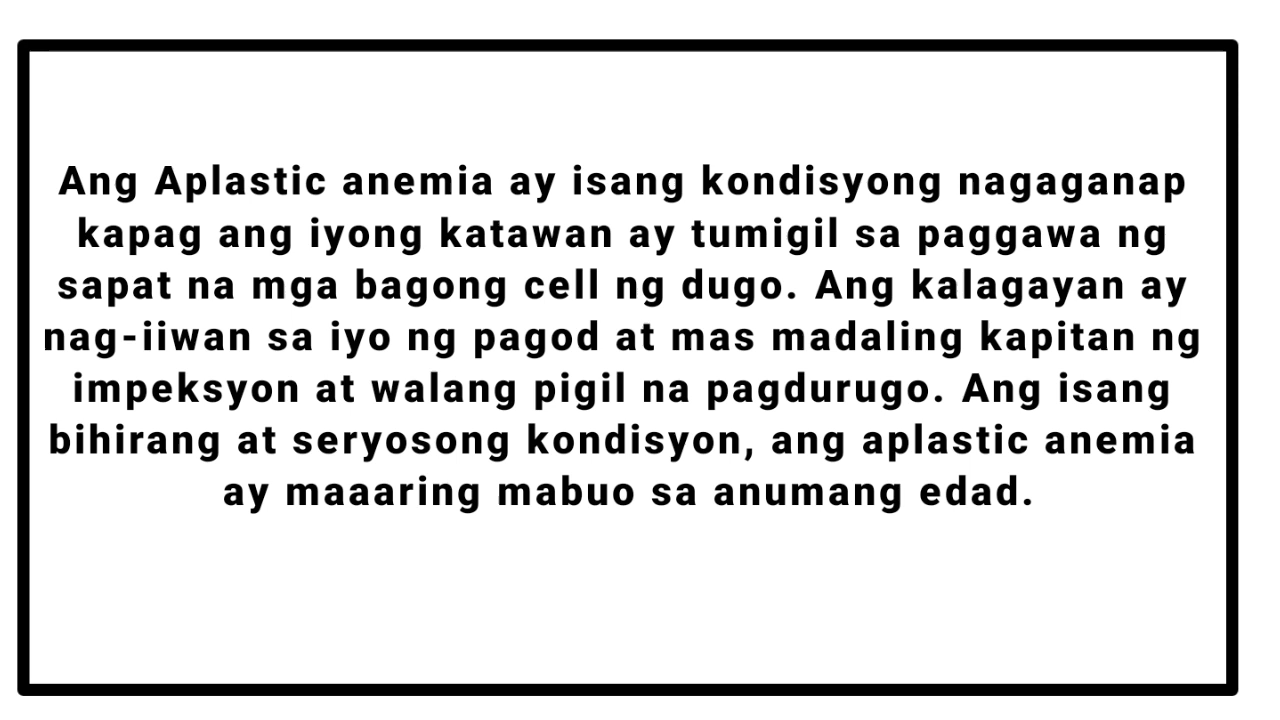 Ang Aplastic anemia ay isang kondisyong nagaganap
kapag ang iyong katawan ay tumigil sa paggawa ng
sapat na mga bagong cell ng dugo. Ang kalagayan ay
nag-iiwan sa iyo ng pagod at mas madaling kapitan ng
impeksyon at walang pigil na pagdurugo. Ang isang
bihirang at seryosong kondisyon, ang aplastic anemia
ay maaaring mabuo sa anumang edad.